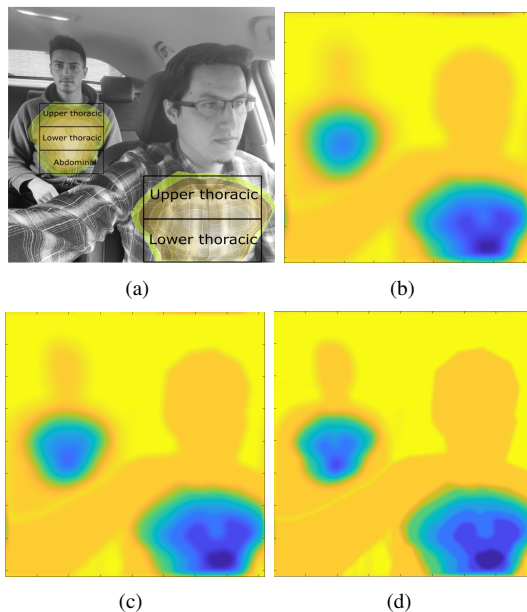 Upper thoracic
Lower thoracic
Abdominal
Upper thoracic
Lower thoracic
(a)
(b)
(c)
(d)